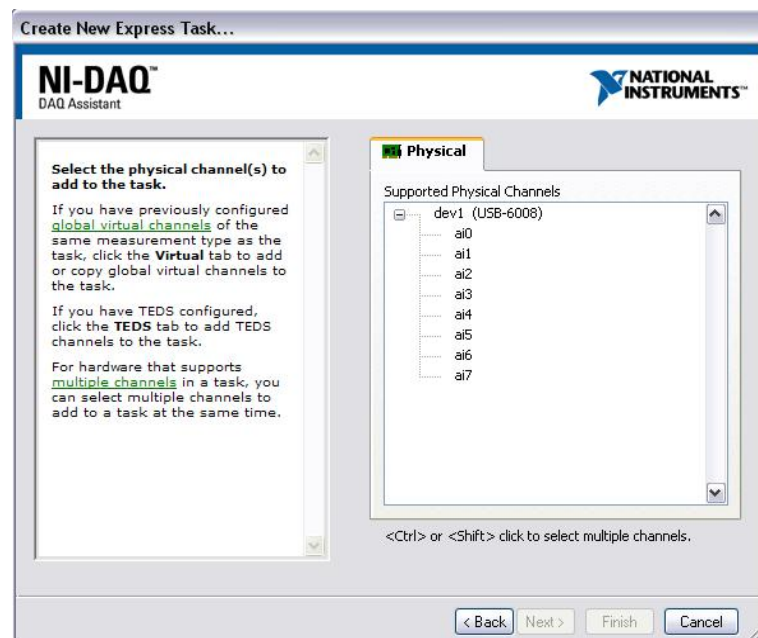 Create New Express Task...
NI-DAQ™
DAQ Assistant
NATIONAL
INSTRUMENTS™
Select the physical channel(s) to
add to the task.
If you have previously configured
global virtual channels of the
same measurement type as the
task, click the Virtual tab to add
or copy global virtual channels to
the task.
If you have TEDS configured,
click the TEDS tab to add TEDS
channels to the task.
For hardware that supports
multiple channels in a task, you
can select multiple channels to
add to a task at the same time.
Physical
Supported Physical Channels
dev1 (USB-6008)
ai0
ai1
ai2
ai3
ai4
ai5
ai6
ai7
<Ctrl> or <Shift> click to select multiple channels.
< Back Next > Finish Cancel